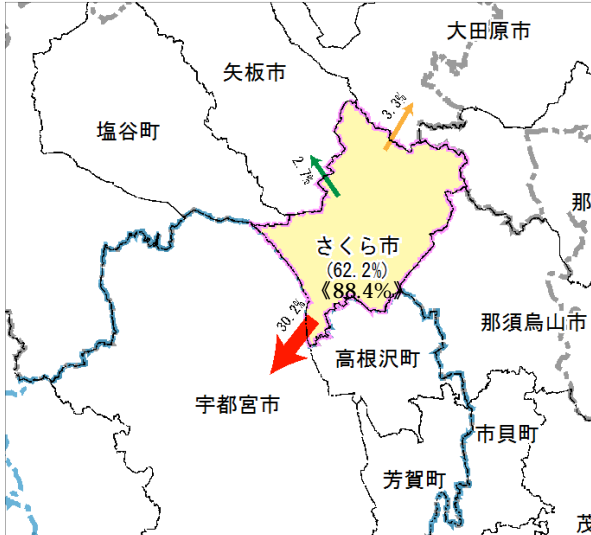 大田原市
矢板市
3.3%
塩谷町
2.7%
那
さくら市
(62.2%)
《88.4%》
30.2%
那須烏山市
高根沢町
宇都宮市
市貝町
芳賀町
茂